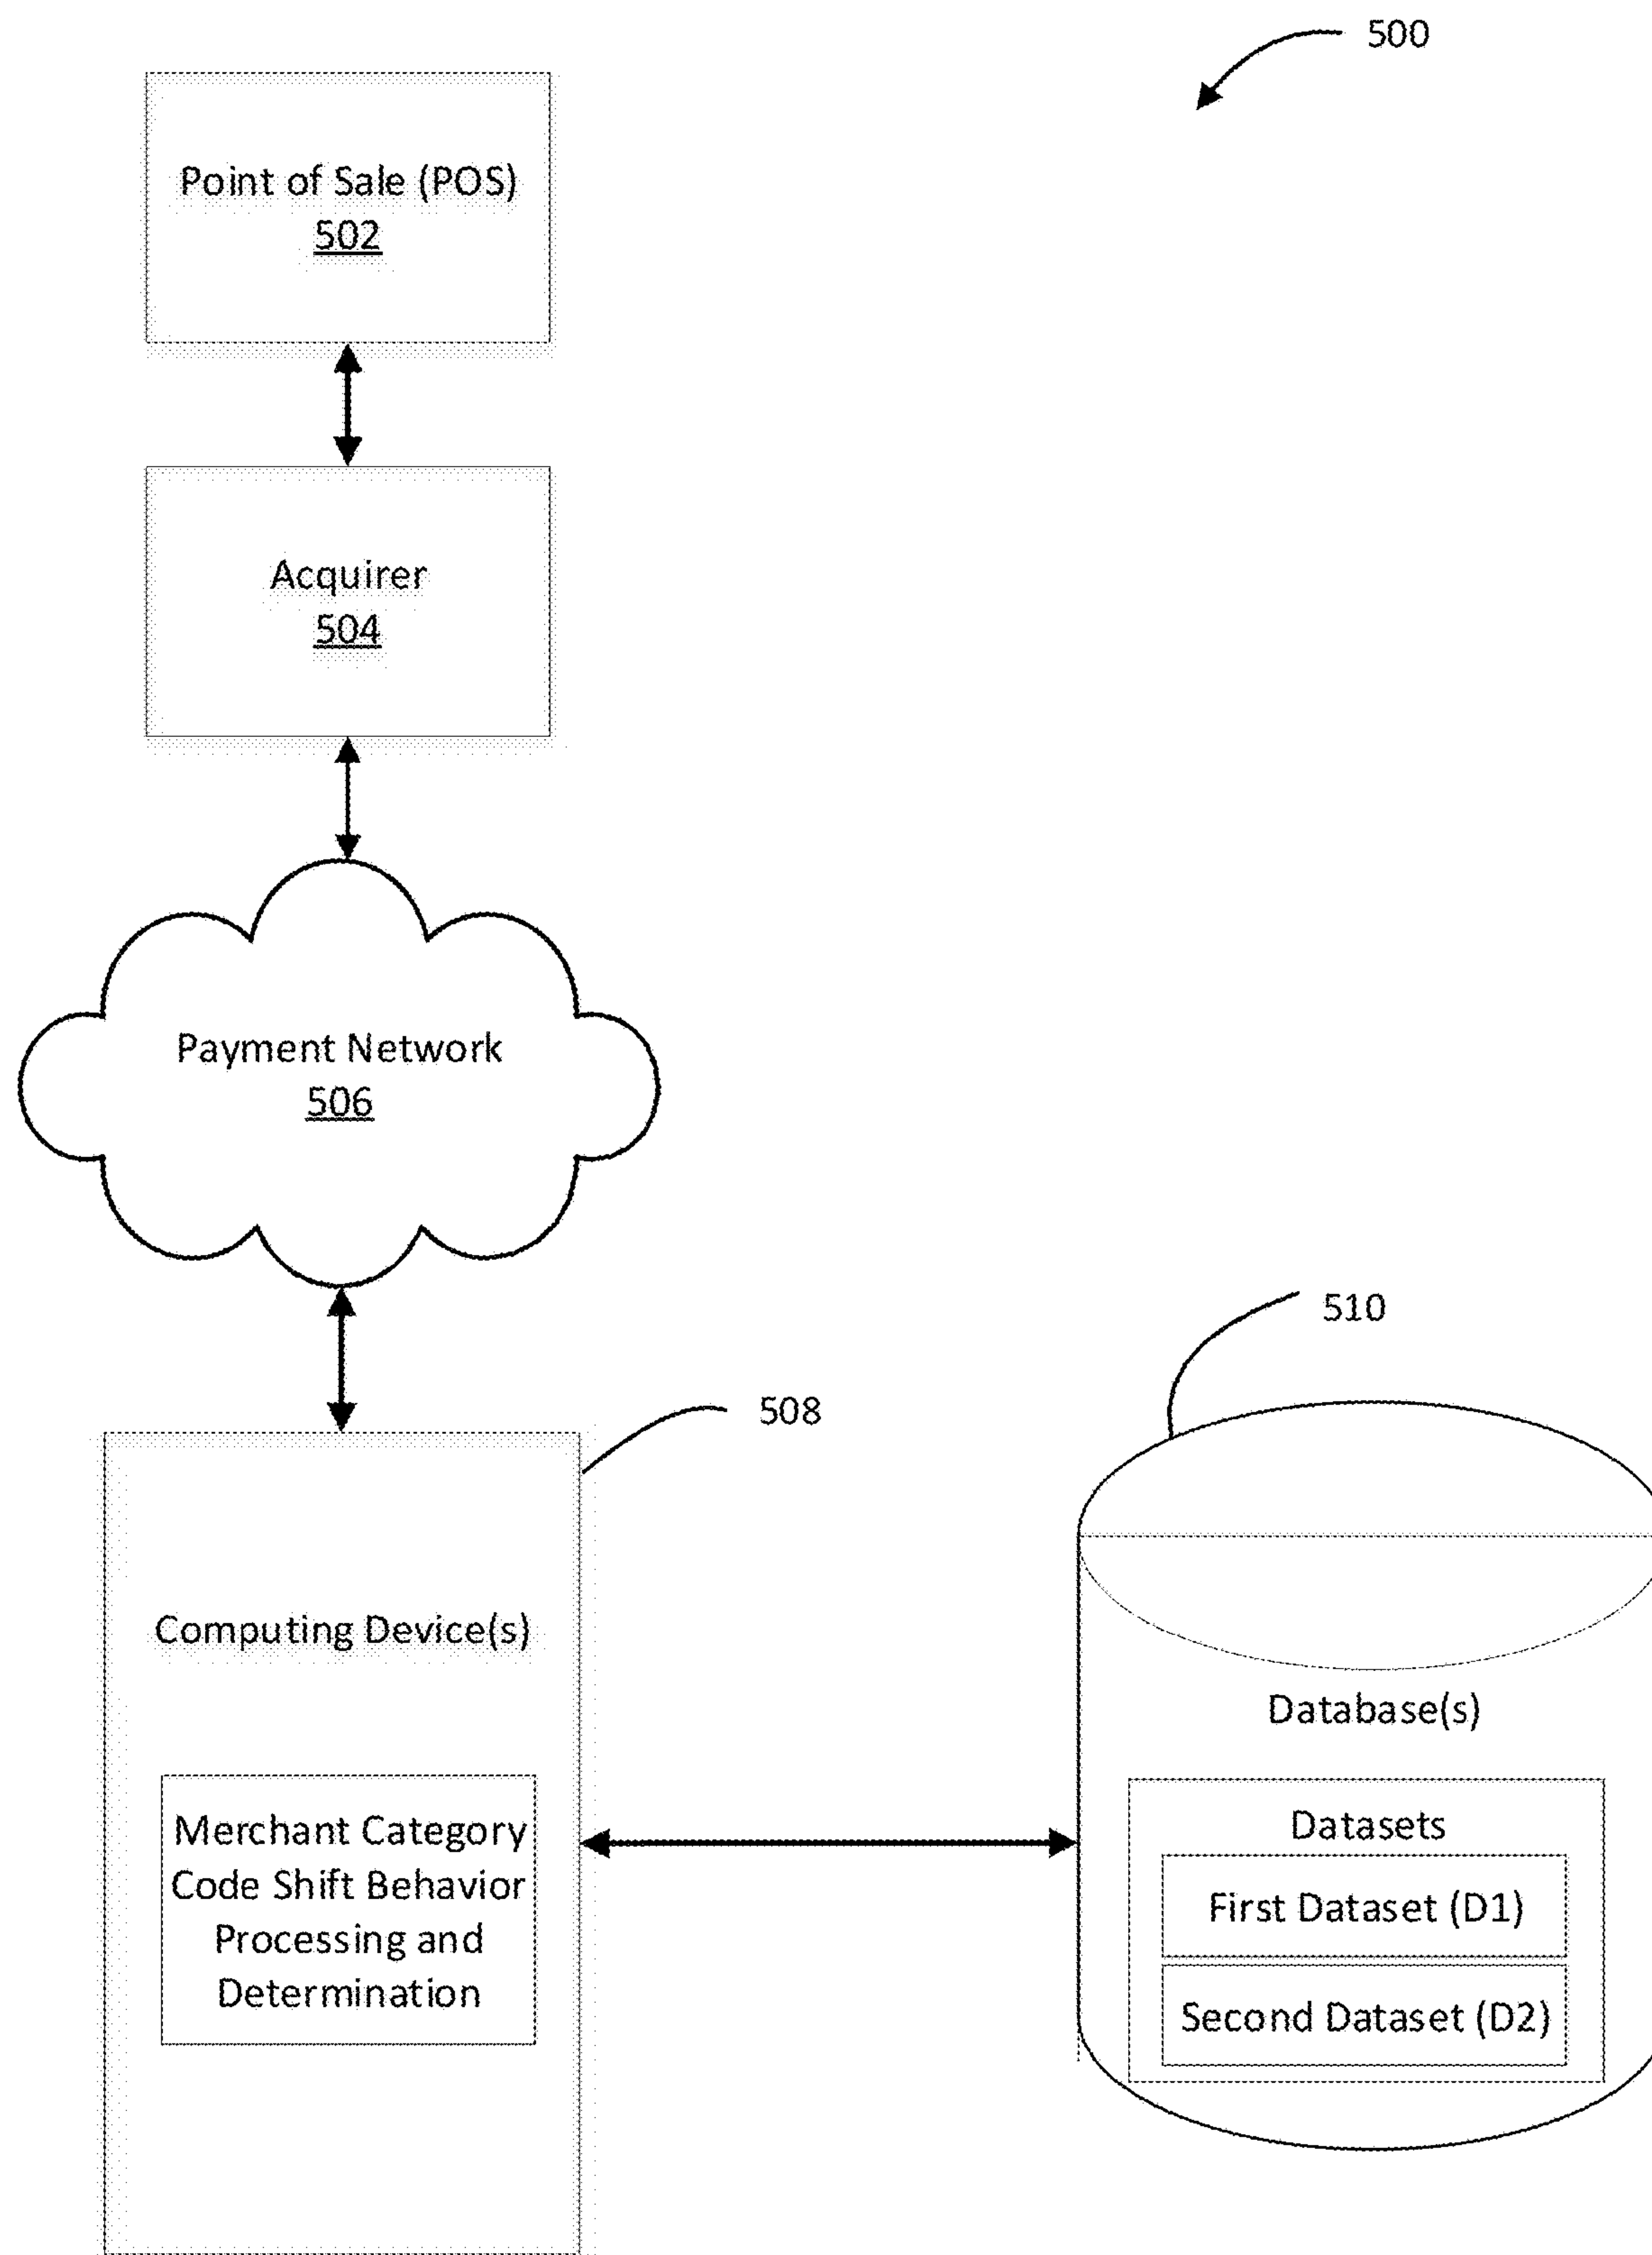 500
Point of Sale (POS)
502
Acquirer
504
Payment Network
506
510
508
Computing Device(s)
Merchant Category
Code Shift Behavior
Processing and
Determination
Database(s)
Datasets
First Dataset (D1)
Second Dataset (D2)